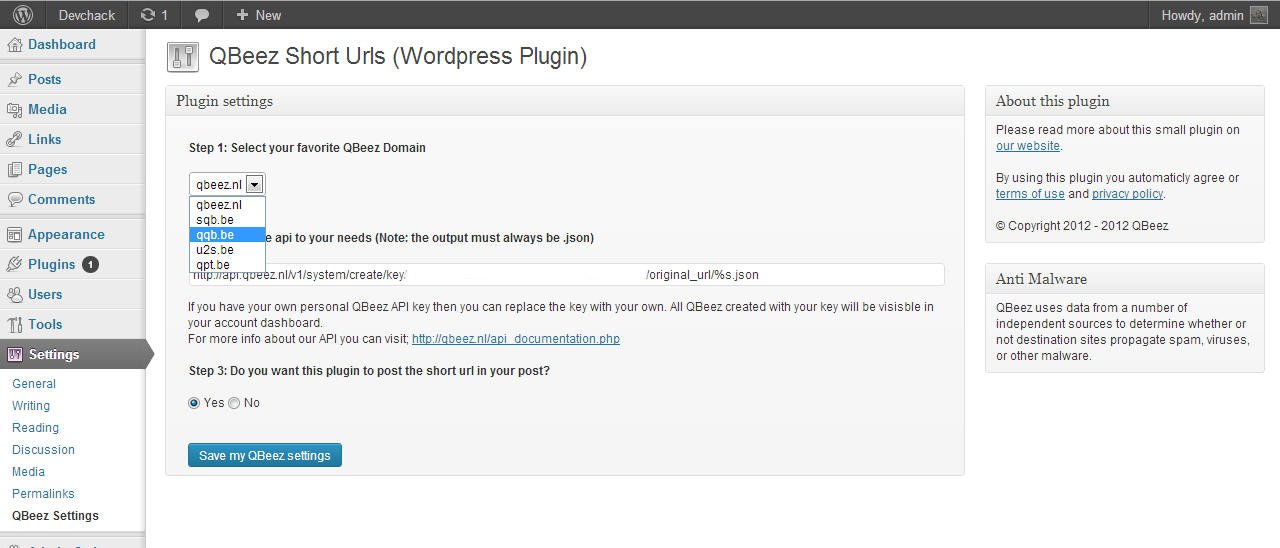 Devchack
1
New
Howdy, admin
Dashboard
Posts
Media
Links
Pages
Comments
Appearance
Plugins 1
Users
Tools
Settings
General
Writing
Reading
Discussion
Media
Permalinks
QBeez Settings
QBeez Short Urls (Wordpress Plugin)
Plugin settings
Step 1: Select your favorite QBeez Domain
qbeez.nl
qbeez.nl
sqb.be
qqb.be
u2s.be
qpt.be
api to your needs (Note: the output must always be .json)
http://api.qbeez.nl/v1/system/create/key/ /original_url/%s.json
If you have your own personal QBeez API key then you can replace the key with your own. All QBeez created with your key will be visisble in
your account dashboard.
For more info about our API you can visit; http://qbeez.nl/api_documentation.php
Step 3: Do you want this plugin to post the short url in your post?
Yes No
Save my QBeez settings
About this plugin
Please read more about this small plugin on
our website.
By using this plugin you automaticly agree or
terms of use and privacy policy.
© Copyright 2012 - 2012 QBeez
Anti Malware
QBeez uses data from a number of
independent sources to determine whether or
not destination sites propagate spam, viruses,
or other malware.